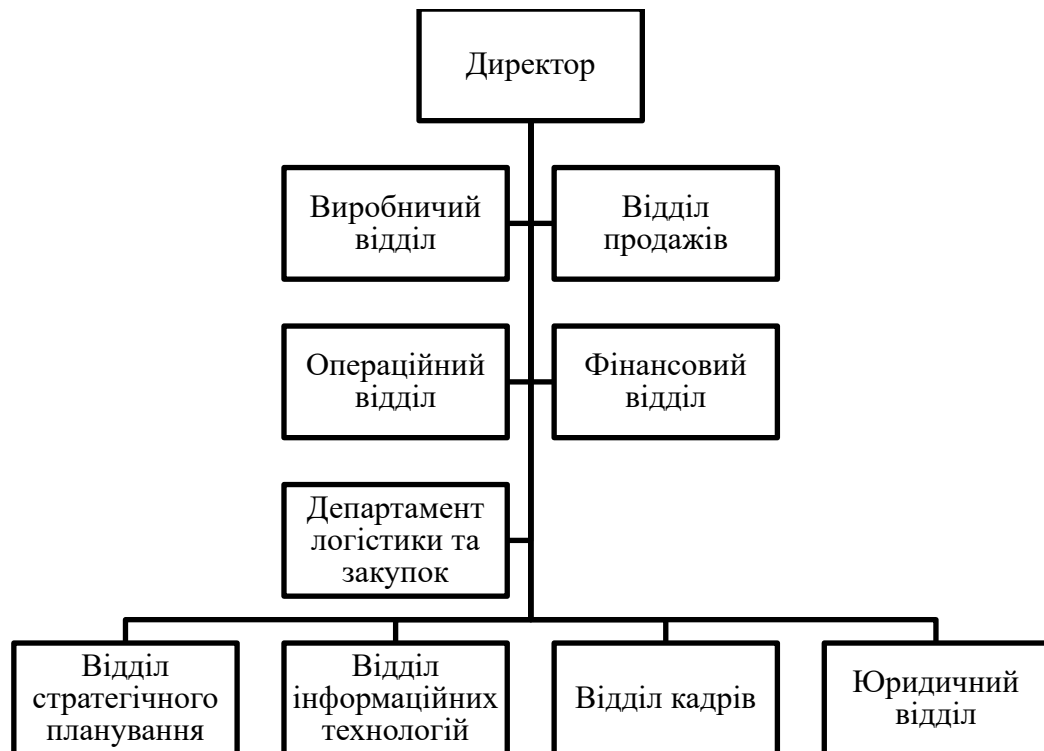 Директор
Виробничий
відділ
Відділ
продажів
Операційний
відділ
Фінансовий
відділ
Департамент
логістики та
закупок
Відділ
стратегічного
планування
Відділ
інформаційних
технологій
Відділ кадрів
Юридичний
відділ